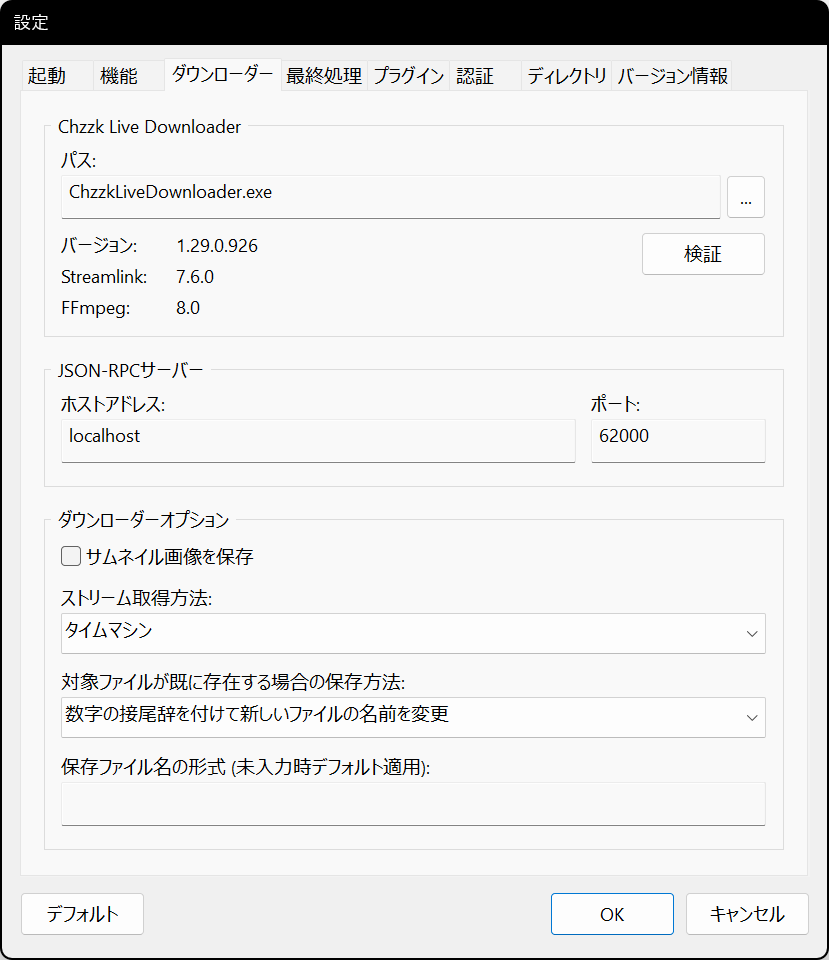 設定
起動 機能 ダウンローダー 最終処理 プラグイン 認証 ディレクトリ バージョン情報
Chzzk Live Downloader
パス:
ChzzkLiveDownloader.exe ...
バージョン: 1.29.0.926 検証
Streamlink: 7.6.0
FFmpeg: 8.0
JSON-RPCサーバー
ホストアドレス: ポート:
localhost 62000
ダウンローダーオプション
サムネイル画像を保存
ストリーム取得方法:
タイムマシン
対象ファイルが既に存在する場合の保存方法:
数字の接尾辞を付けて新しいファイルの名前を変更
保存ファイル名の形式 (未入力時デフォルト適用):
デフォルト OK キャンセル